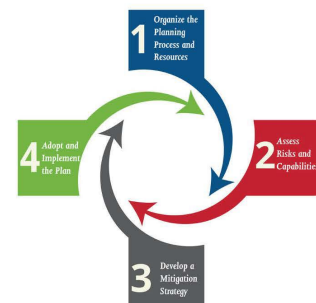 1
Organize the
Planning
Process and
Resources
2
Assess
Risks and
Capabilitie
3
Develop a
Mitigation
Strategy
4
Adopt and
Implement
the Plan